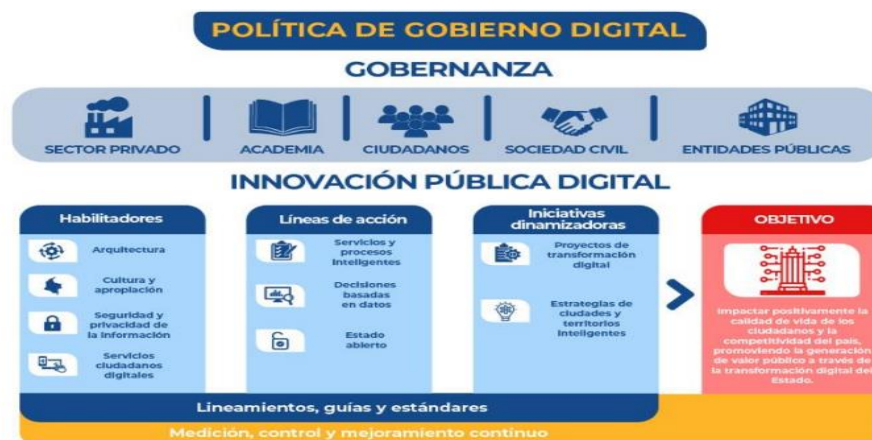 POLÍTICA DE GOBIERNO DIGITAL
GOBERNANZA
SECTOR PRIVADO
ACADEMIA
CIUDADANOS
SOCIEDAD CIVIL
ENTIDADES PÚBLICAS
INNOVACIÓN PÚBLICA DIGITAL
Habilitadores
Arquitectura
Cultura y
apropiación
Seguridad y
privacidad de
la información
Servicios
ciudadanos
digitales
Líneas de acción
Servicios y
procesos
inteligentes
Decisiones
basadas
en datos
Estado
abierto
Iniciativas
dinamizadoras
Proyectos de
transformación
digital
Estrategias de
ciudades y
territorios
inteligentes
OBJETIVO
Impactar positivamente la
calidad de vida de los
ciudadanos y la
competitividad del país,
promoviendo la generación
de valor público a través de
la transformación digital del
Estado.
Lineamientos, guías y estándares
Medición, control y mejoramiento continuo